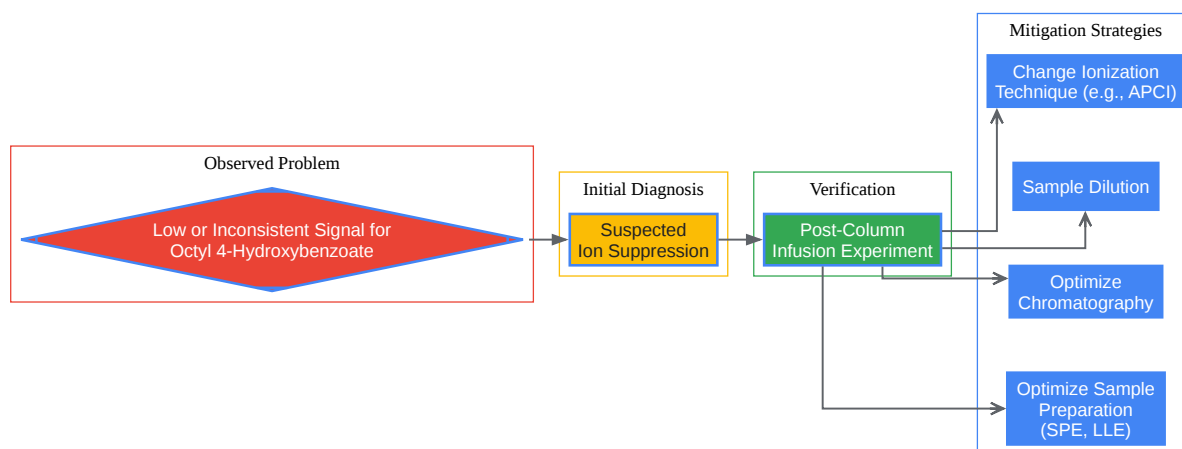 Observed Problem
Low or Inconsistent Signal for
Octyl 4-Hydroxybenzoate
Initial Diagnosis
Suspected
Ion Suppression
Verification
Post-Column
Infusion Experiment
Mitigation Strategies
Change Ionization
Technique (e.g., APCI)
Sample Dilution
Optimize
Chromatography
Optimize Sample
Preparation
(SPE, LLE)